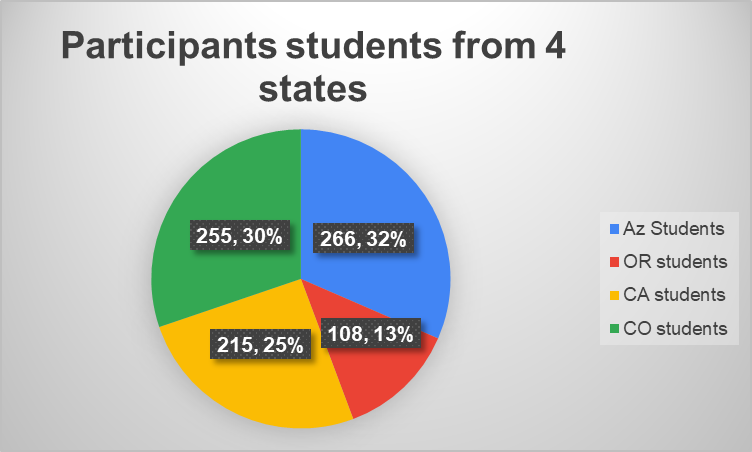 Participants students from 4
states
255, 30%
266, 32%
108, 13%
215, 25%
Az Students
OR students
CA students
CO students